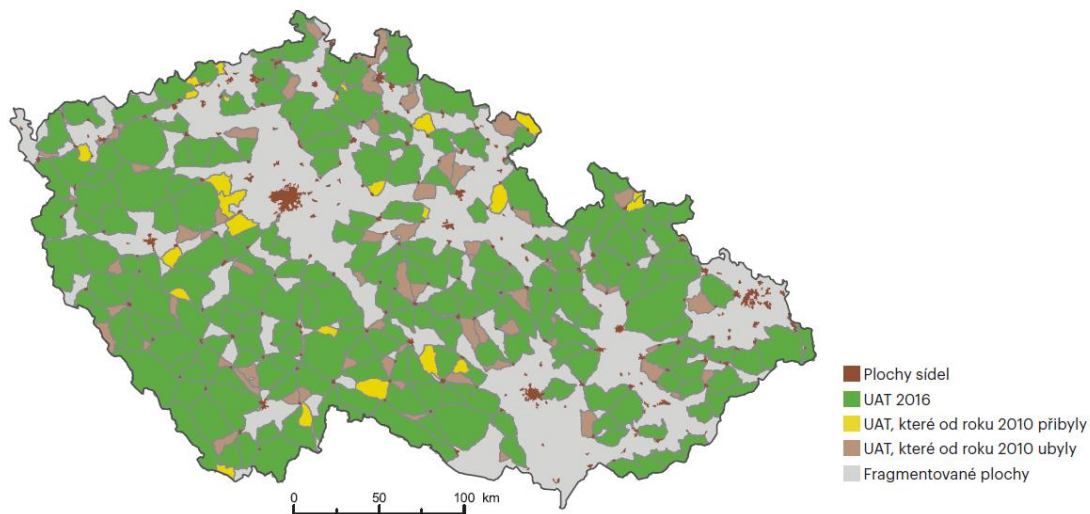 Plochy sídel
UAT 2016
UAT, které od roku 2010 přibyly
UAT, které od roku 2010 ubyly
Fragmentované plochy
0 50 100 km